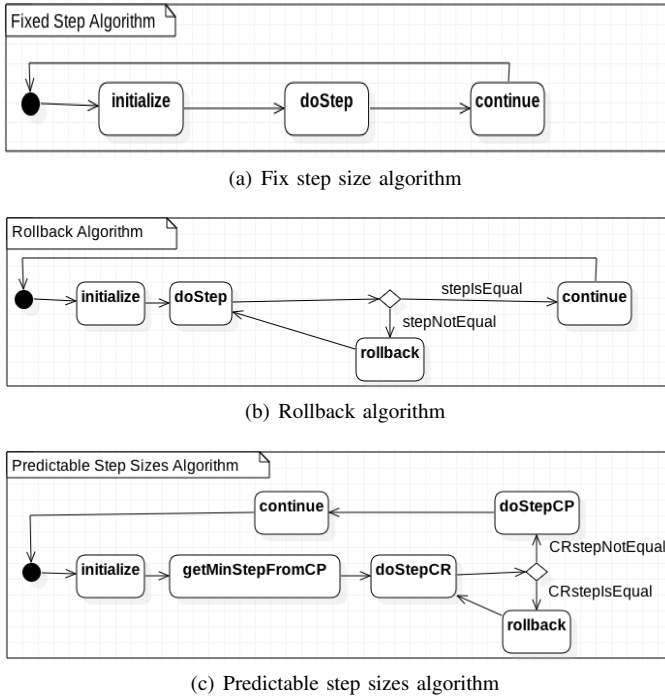 Fixed Step Algorithm
initialize
doStep
continue
(a) Fix step size algorithm
Rollback Algorithm
initialize
doStep
stepIsEqual
continue
stepNotEqual
rollback
(b) Rollback algorithm
Predictable Step Sizes Algorithm
continue
doStepCP
CRstepNotEqual
initialize
getMinStepFromCP
doStepCR
CRstepIsEqual
rollback
(c) Predictable step sizes algorithm